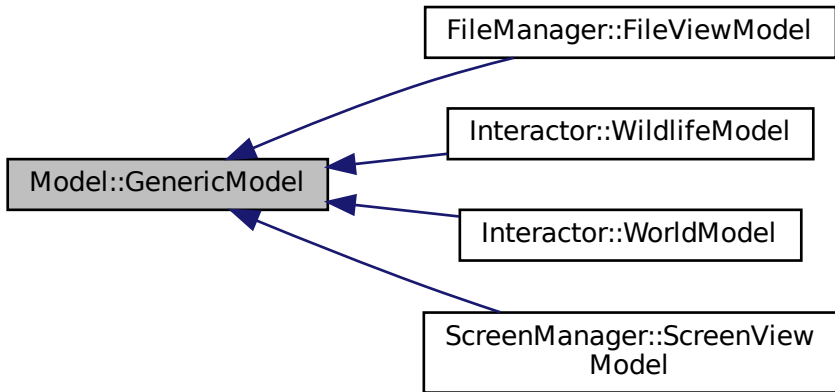 FileManager::FileViewModel
Interactor::WildlifeModel
Model::GenericModel
Interactor::WorldModel
ScreenManager::ScreenView
Model